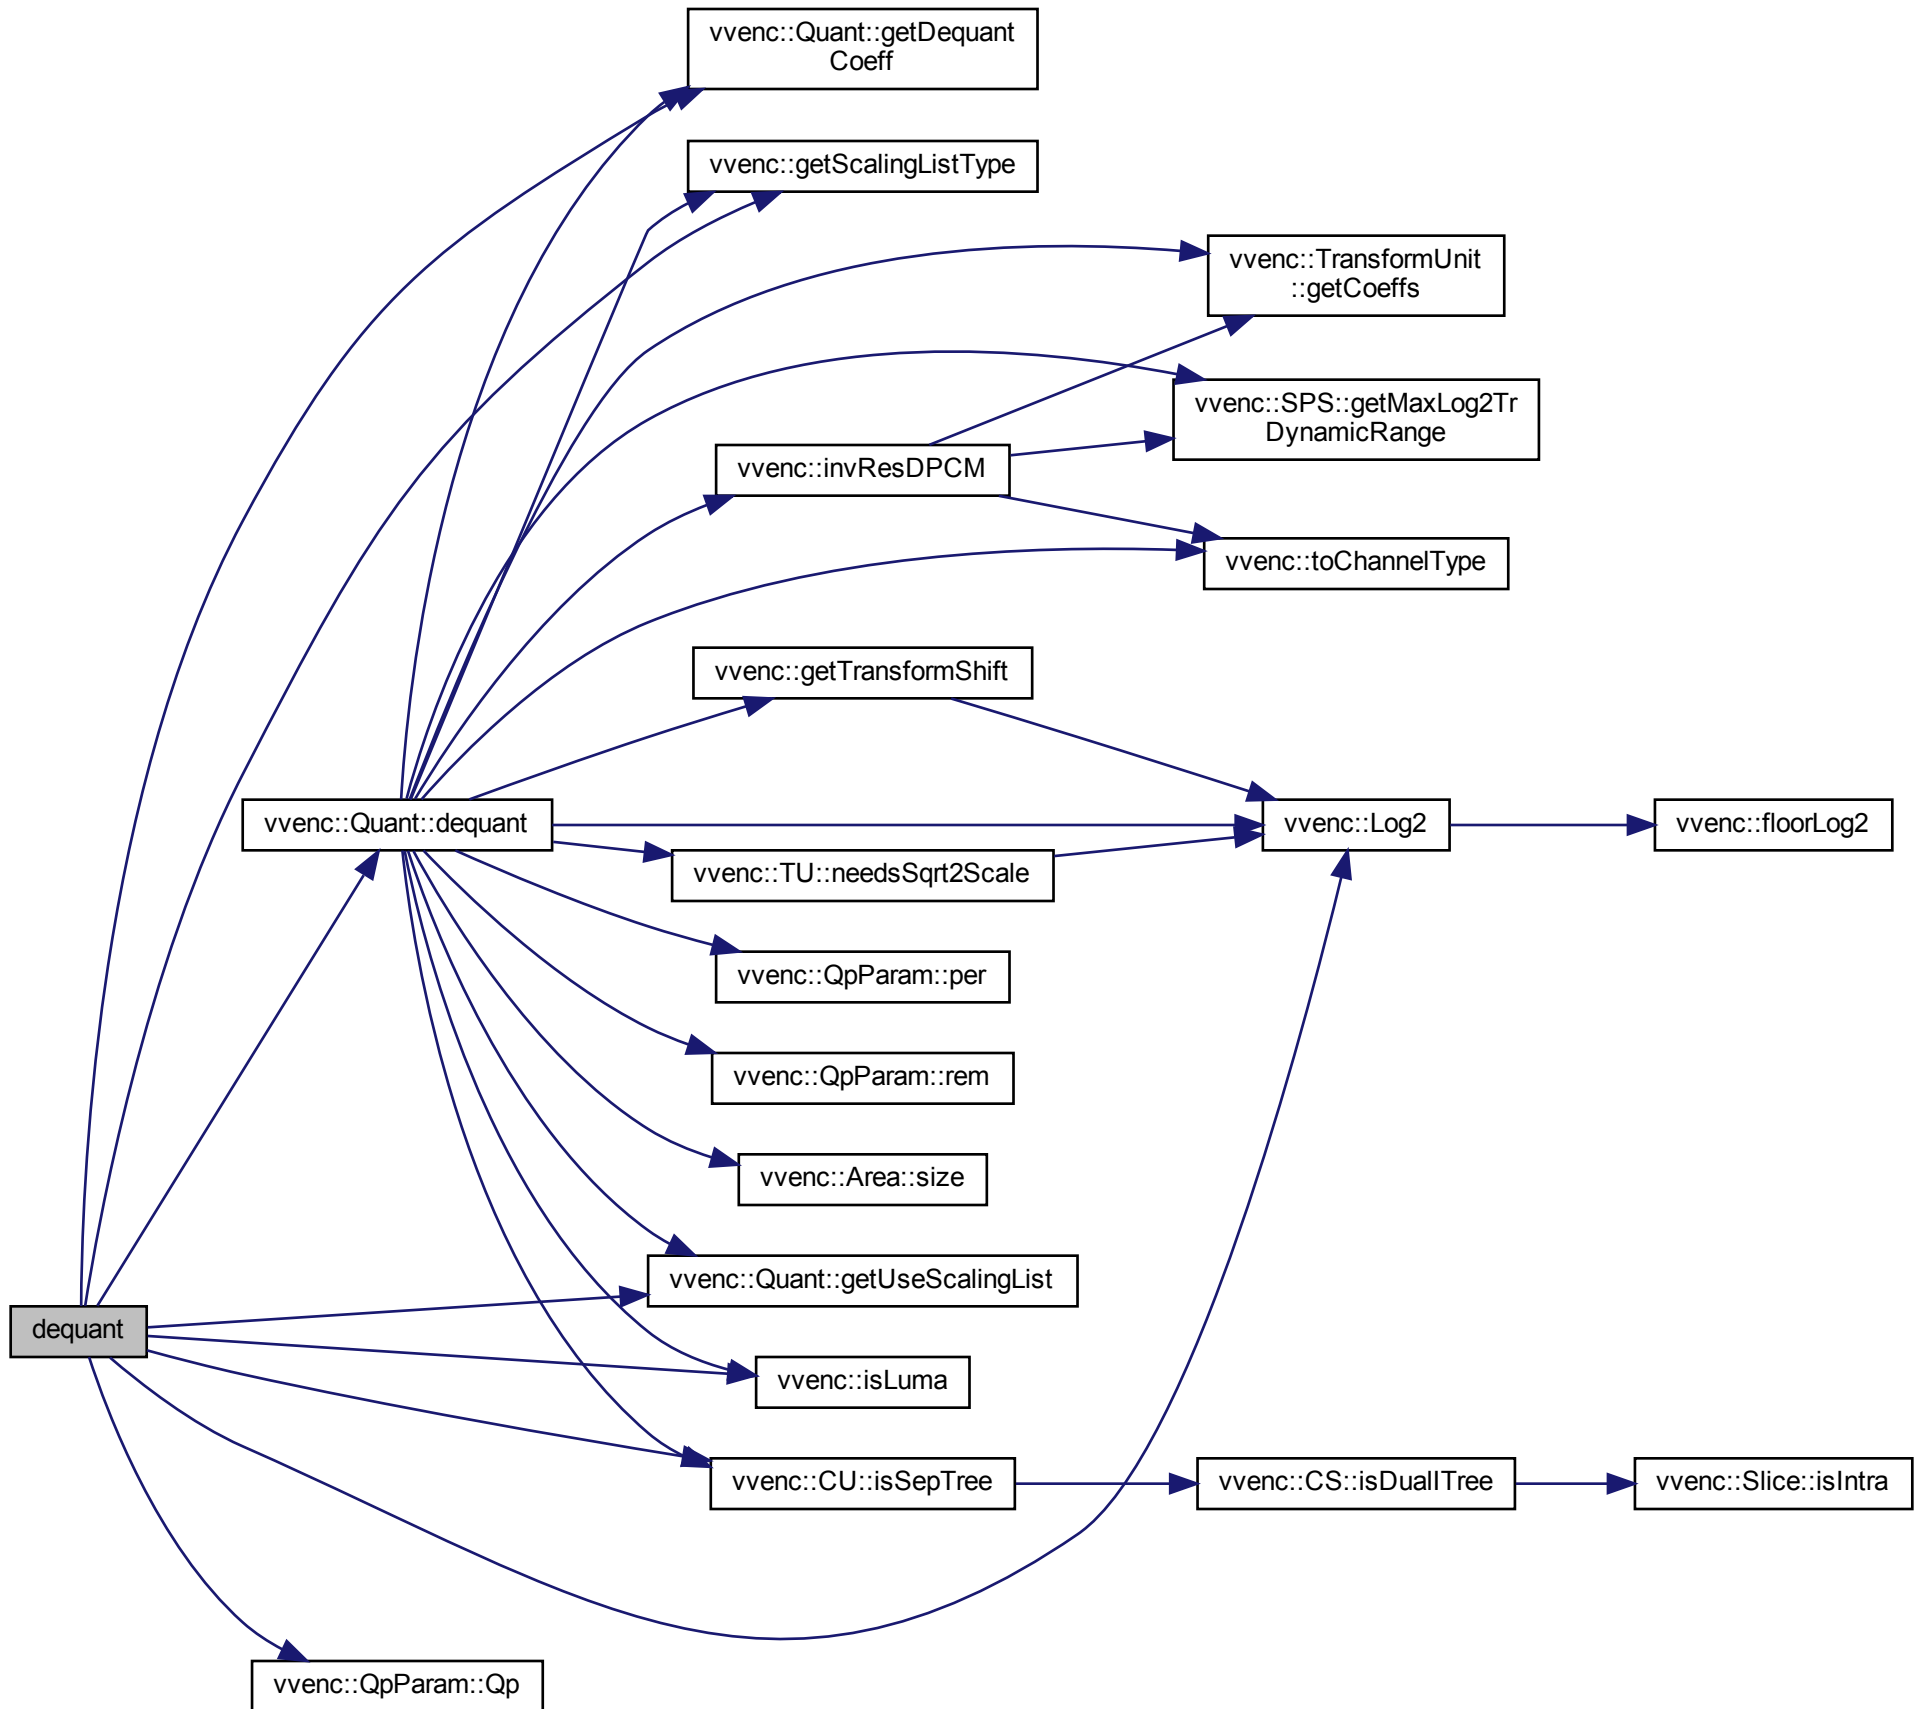 vvenc::Quant::getDequant
Coeff
vvenc::getScalingListType
vvenc::TransformUnit
::getCoeffs
vvenc::SPS::getMaxLog2Tr
DynamicRange
vvenc::invResDPCM
vvenc::toChannelType
vvenc::getTransformShift
vvenc::Quant::dequant
vvenc::Log2
vvenc::floorLog2
vvenc::TU::needsSqrt2Scale
vvenc::QpParam::per
vvenc::QpParam::rem
vvenc::Area::size
vvenc::Quant::getUseScalingList
dequant
vvenc::isLuma
vvenc::CU::isSepTree
vvenc::CS::isDualITree
vvenc::Slice::isIntra
vvenc::QpParam::Qp